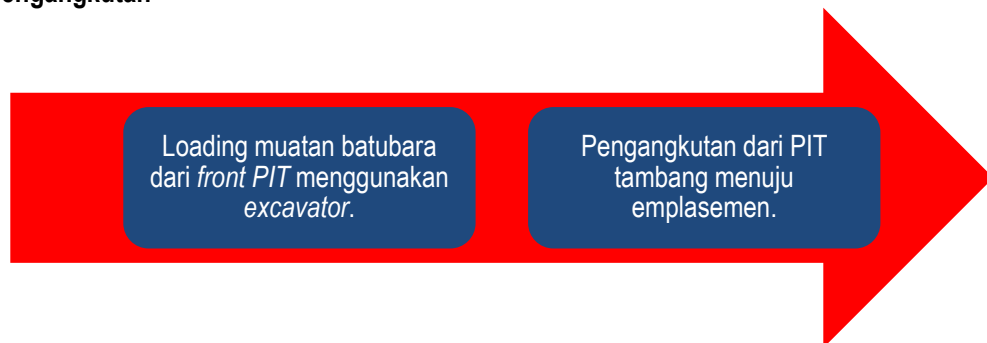 Loading muatan batubara
dari front PIT menggunakan
excavator.
Pengangkutan dari PIT
tambang menuju
emplasemen.